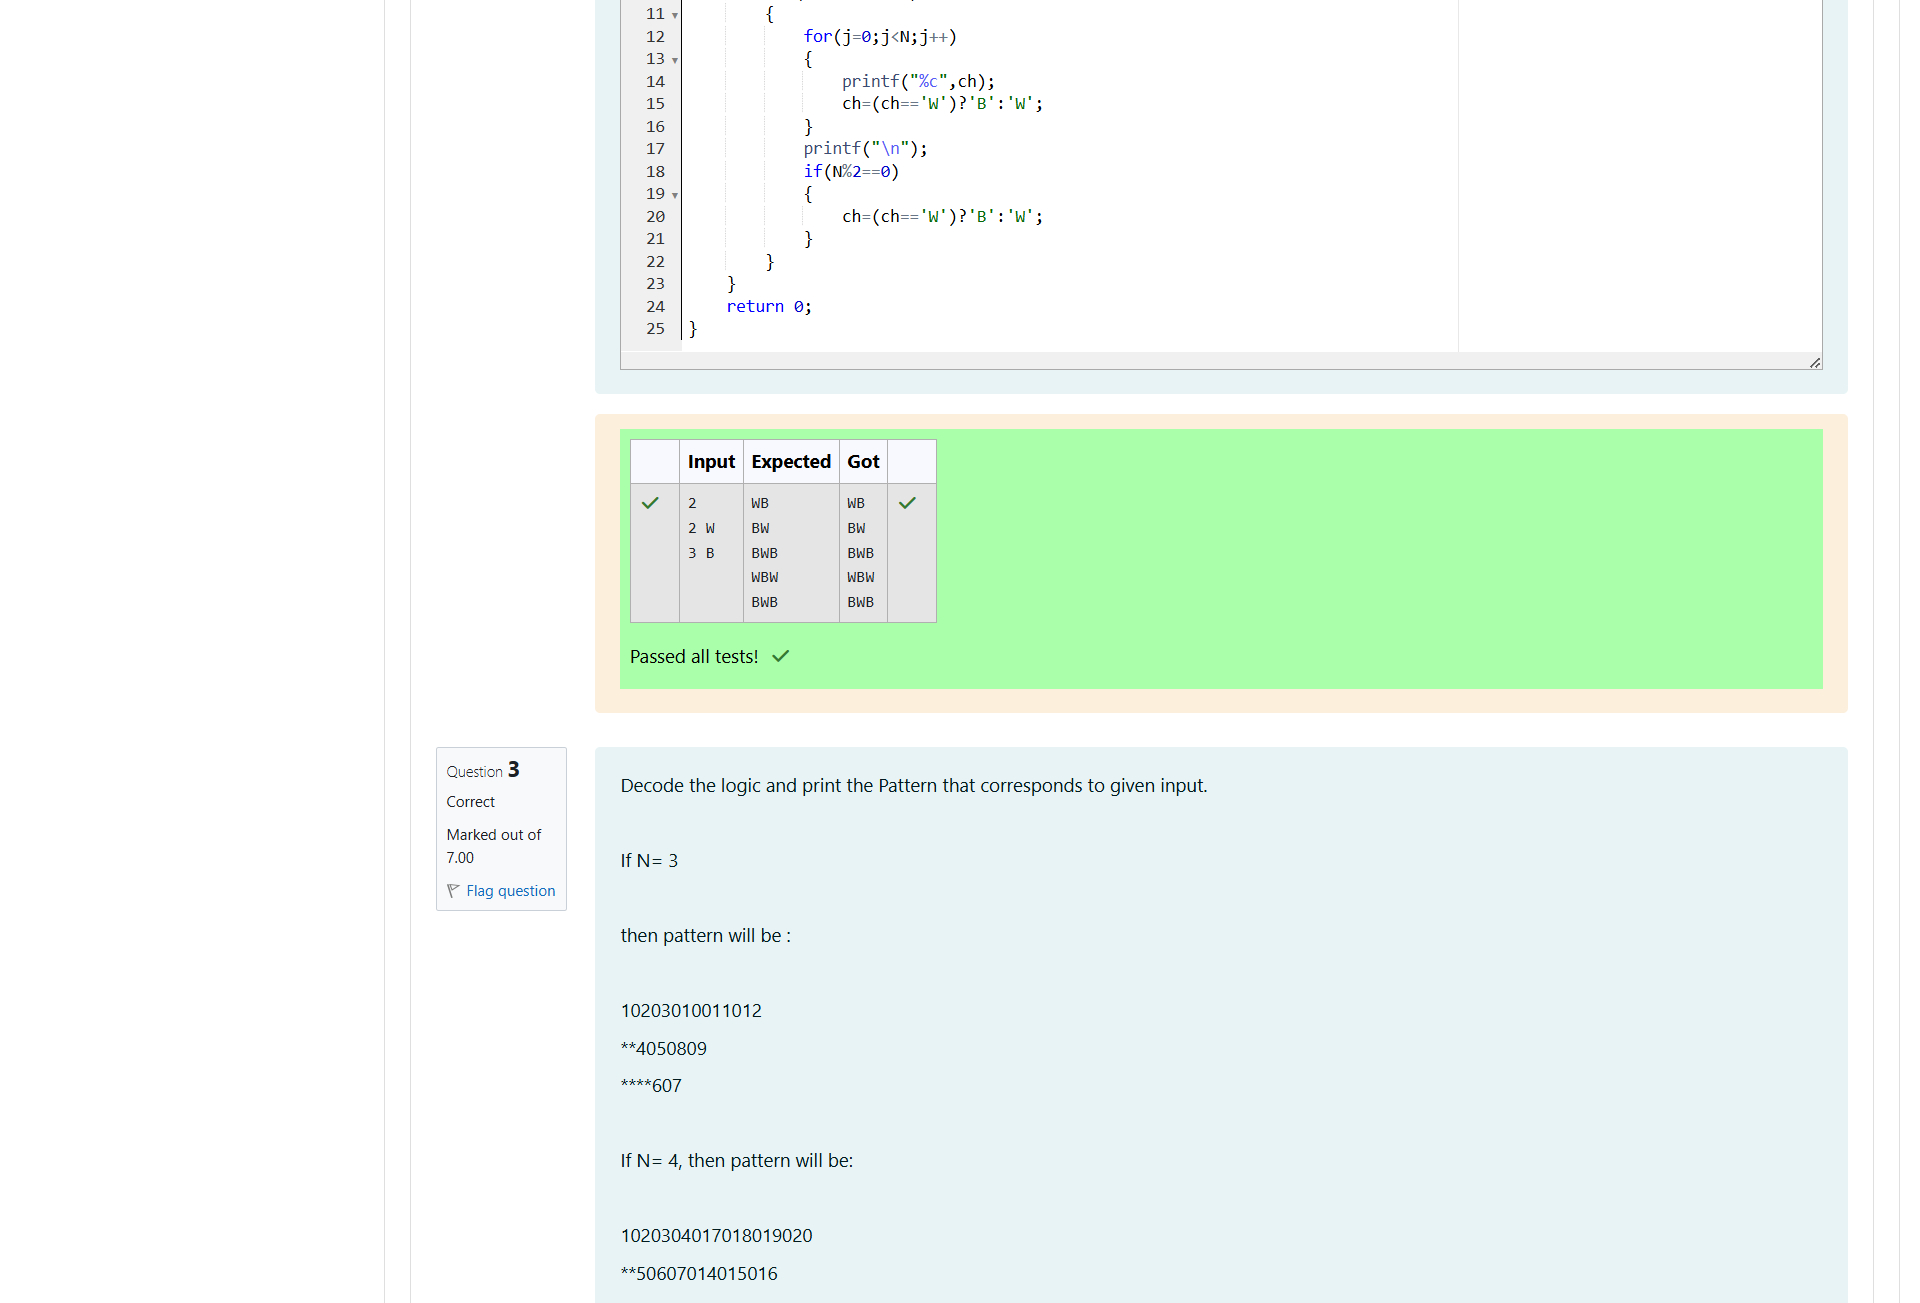 11 {
12 for(j=0;j<N;j++)
13 {
14 printf("%c",ch);
15 ch=(ch=='W')?'B':'W';
16 }
17 printf("\n");
18 if(N%2==0)
19 {
20 ch=(ch=='W')?'B':'W';
21 }
22 }
23 }
24 return 0;
25 }
Input Expected Got
2 WB WB
2 W BW BW
3 B BWB BWB
WBW WBW
BWB BWB
Passed all tests!
Question 3
Correct
Marked out of
7.00
Flag question
Decode the logic and print the Pattern that corresponds to given input.
If N= 3
then pattern will be :
10203010011012
**4050809
****607
If N= 4, then pattern will be:
1020304017018019020
**50607014015016